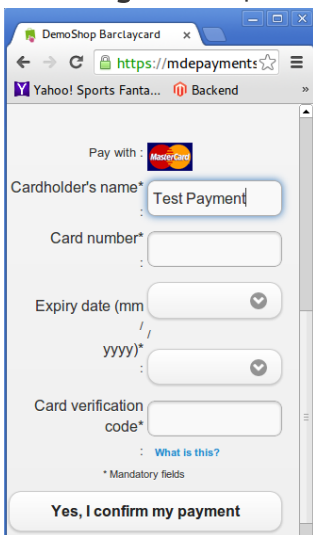 DemoShop Barclaycard ×
https://mdepayments
Yahoo! Sports Fanta... Backend »
Pay with : MasterCard
Cardholder's name* Test Payment
:
Card number*
:
Expiry date (mm
/ /
yyyy)*
:
Card verification
code*
: What is this?
* Mandatory fields
Yes, I confirm my payment